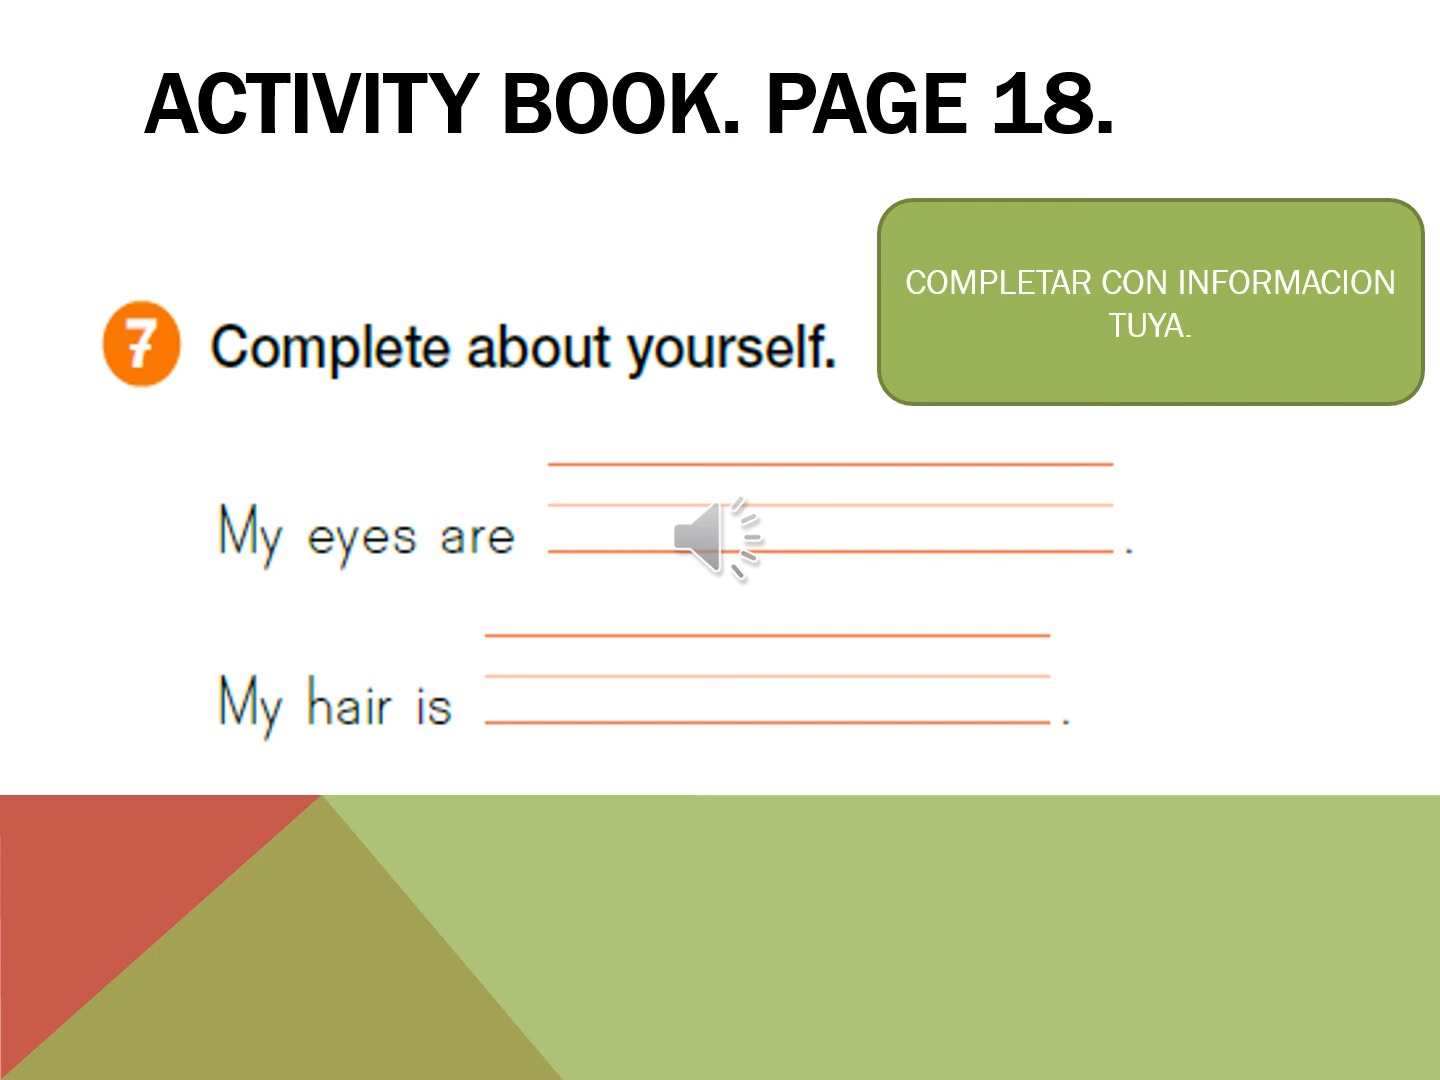 ACTIVITY BOOK. PAGE 18.
COMPLETAR CON INFORMACION
TUYA.
7 Complete about yourself.
My eyes are .
My hair is .